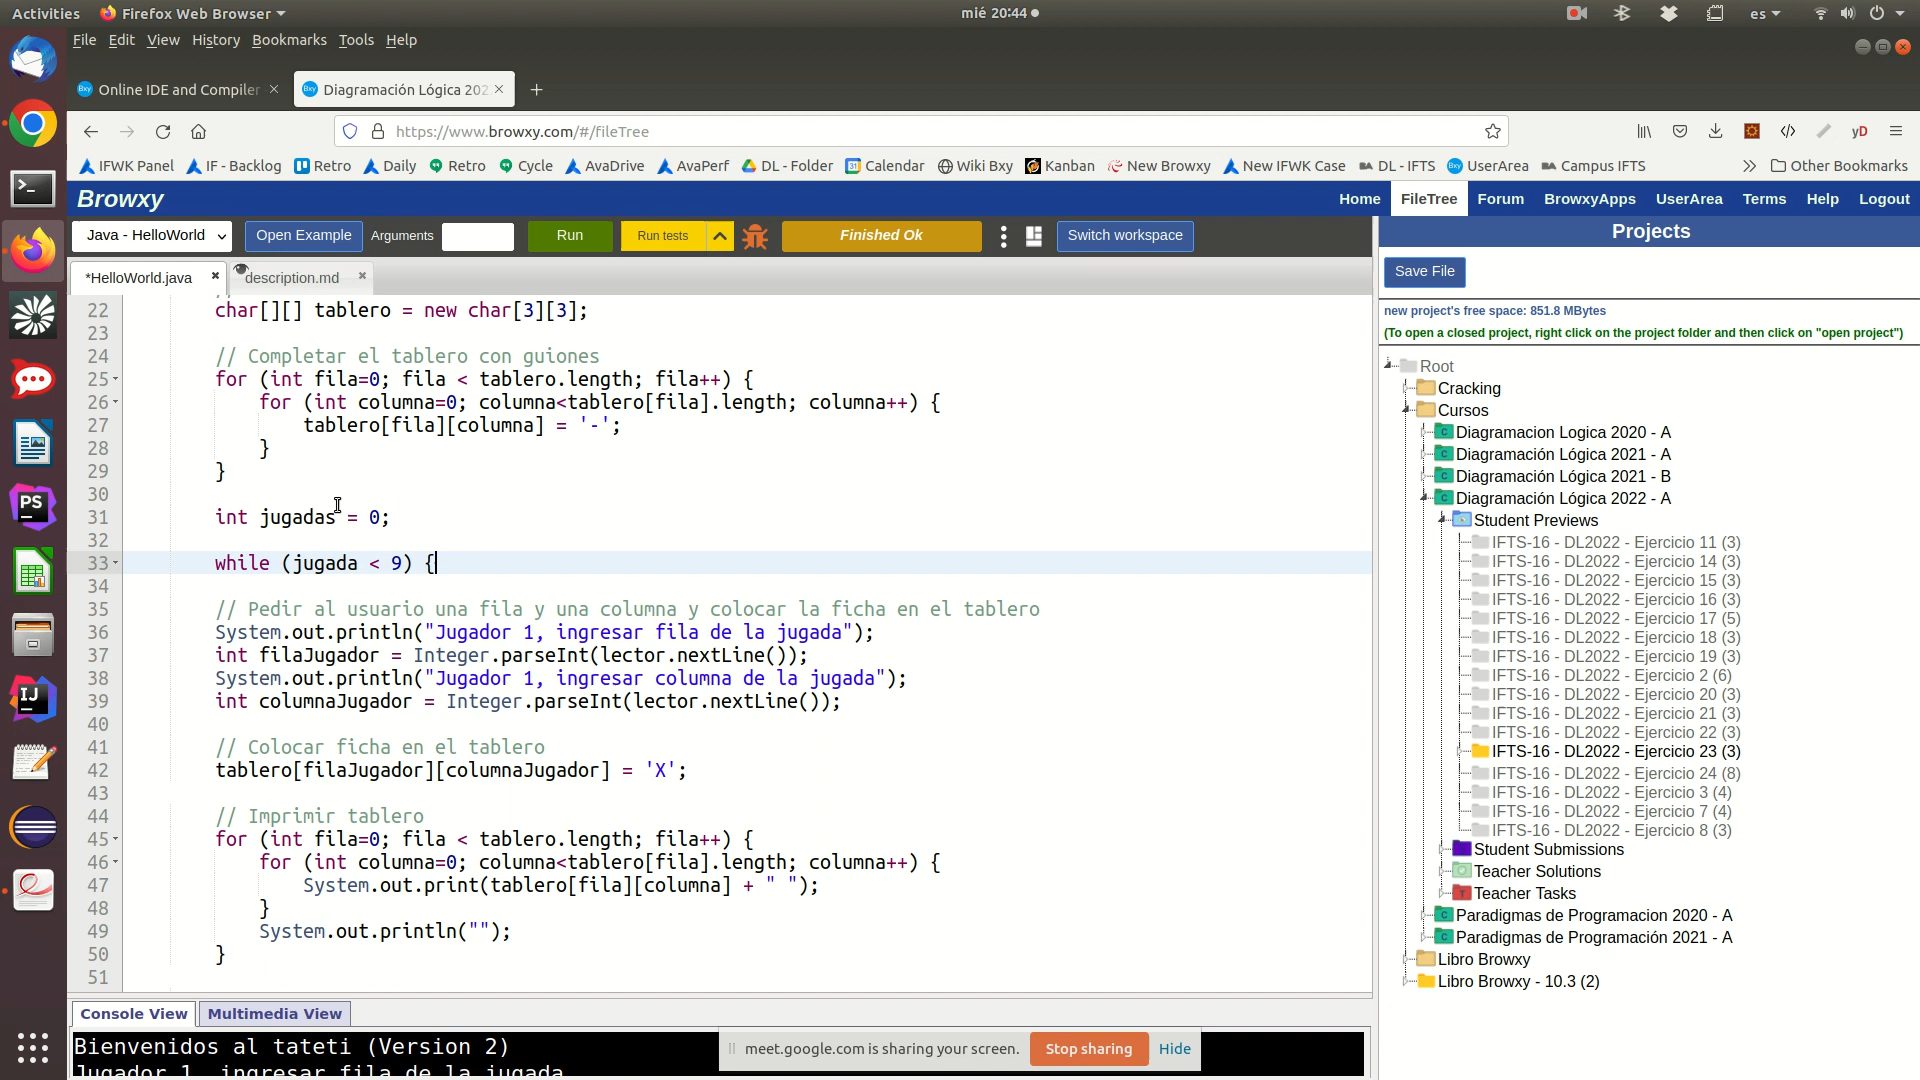 Activities Firefox Web Browser mié 20:44 es
File Edit View History Bookmarks Tools Help
Online IDE and Compiler Diagramación Lógica 202
https://www.browxy.com/#/fileTree
IFWK Panel IF - Backlog Retro Daily Retro Cycle AvaDrive AvaPerf DL - Folder Calendar Wiki Bxy Kanban New Browxy New IFWK Case DL - IFTS UserArea Campus IFTS Other Bookmarks
Browxy Home FileTree Forum BrowxyApps UserArea Terms Help Logout
Java - HelloWorld Open Example Arguments Run Run tests Finished Ok Switch workspace
*HelloWorld.java description.md
22 char[][] tablero = new char[3][3];
23
24 // Completar el tablero con guiones
25 for (int fila=0; fila < tablero.length; fila++) {
26 for (int columna=0; columna<tablero[fila].length; columna++) {
27 tablero[fila][columna] = '-';
28 }
29 }
30
31 int jugadas = 0;
32
33 while (jugada < 9) {
34
35 // Pedir al usuario una fila y una columna y colocar la ficha en el tablero
36 System.out.println("Jugador 1, ingresar fila de la jugada");
37 int filaJugador = Integer.parseInt(lector.nextLine());
38 System.out.println("Jugador 1, ingresar columna de la jugada");
39 int columnaJugador = Integer.parseInt(lector.nextLine());
40
41 // Colocar ficha en el tablero
42 tablero[filaJugador][columnaJugador] = 'X';
43
44 // Imprimir tablero
45 for (int fila=0; fila < tablero.length; fila++) {
46 for (int columna=0; columna<tablero[fila].length; columna++) {
47 System.out.print(tablero[fila][columna] + " ");
48 }
49 System.out.println("");
50 }
51
Console View Multimedia View
Bienvenidos al tateti (Version 2)
Jugador 1, ingresar fila de la jugada
meet.google.com is sharing your screen. Stop sharing Hide
Projects
Save File
new project's free space: 851.8 MBytes
(To open a closed project, right click on the project folder and then click on "open project")
Root
Cracking
Cursos
Diagramacion Logica 2020 - A
Diagramación Lógica 2021 - A
Diagramación Lógica 2021 - B
Diagramación Lógica 2022 - A
Student Previews
IFTS-16 - DL2022 - Ejercicio 11 (3)
IFTS-16 - DL2022 - Ejercicio 14 (3)
IFTS-16 - DL2022 - Ejercicio 15 (3)
IFTS-16 - DL2022 - Ejercicio 16 (3)
IFTS-16 - DL2022 - Ejercicio 17 (5)
IFTS-16 - DL2022 - Ejercicio 18 (3)
IFTS-16 - DL2022 - Ejercicio 19 (3)
IFTS-16 - DL2022 - Ejercicio 2 (6)
IFTS-16 - DL2022 - Ejercicio 20 (3)
IFTS-16 - DL2022 - Ejercicio 21 (3)
IFTS-16 - DL2022 - Ejercicio 22 (3)
IFTS-16 - DL2022 - Ejercicio 23 (3)
IFTS-16 - DL2022 - Ejercicio 24 (8)
IFTS-16 - DL2022 - Ejercicio 3 (4)
IFTS-16 - DL2022 - Ejercicio 7 (4)
IFTS-16 - DL2022 - Ejercicio 8 (3)
Student Submissions
Teacher Solutions
Teacher Tasks
Paradigmas de Programacion 2020 - A
Paradigmas de Programación 2021 - A
Libro Browxy
Libro Browxy - 10.3 (2)